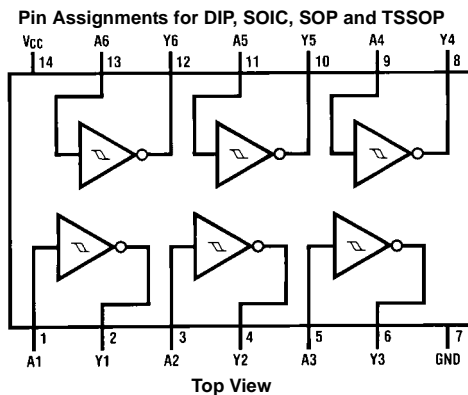 Pin Assignments for DIP, SOIC, SOP and TSSOP
VCC A6 Y6 A5 Y5 A4 Y4
14 13 12 11 10 9 8
1 2 3 4 5 6 7
A1 Y1 A2 Y2 A3 Y3 GND
Top View